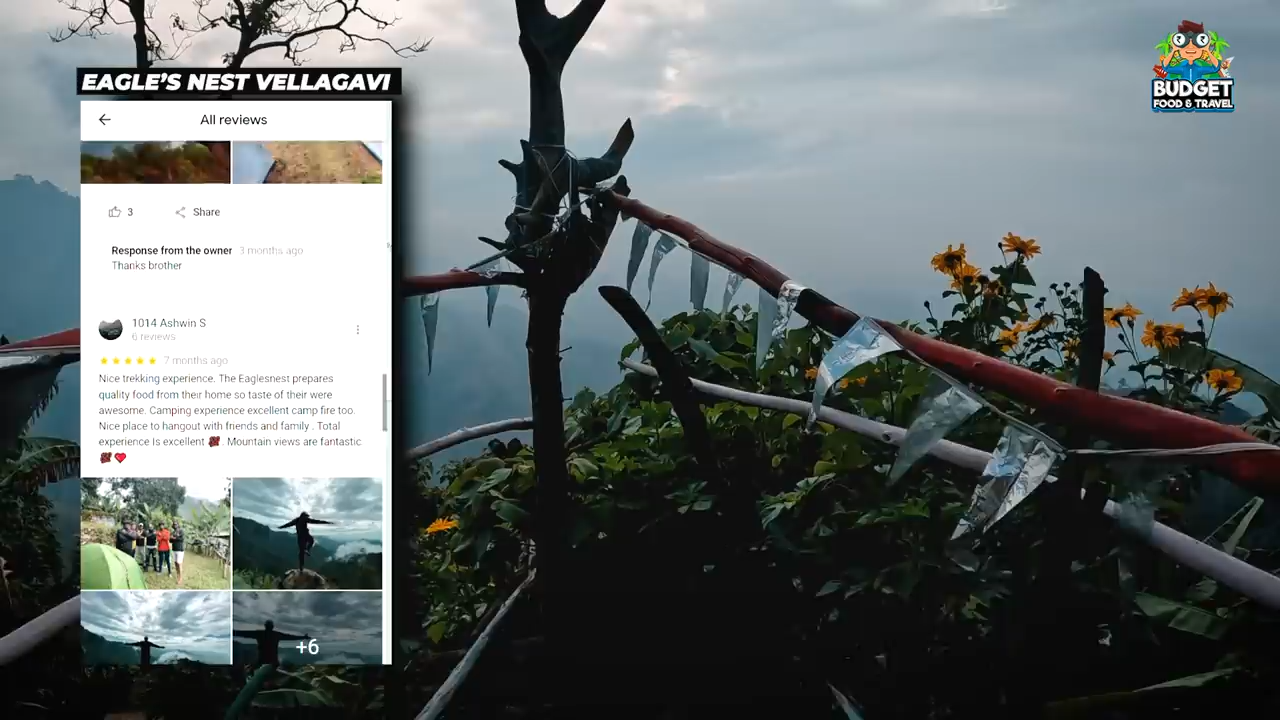 EAGLE'S NEST VELLAGAVI
All reviews
3 Share
Response from the owner 3 months ago
Thanks brother
1014 Ashwin S
6 reviews
7 months ago
Nice trekking experience. The Eaglesnest prepares
quality food from their home so taste of their were
awesome. Camping experience excellent camp fire too.
Nice place to hangout with friends and family . Total
experience is excellent 💯 Mountain views are fantastic
💯❤️
+6
BUDGET
FOOD & TRAVEL